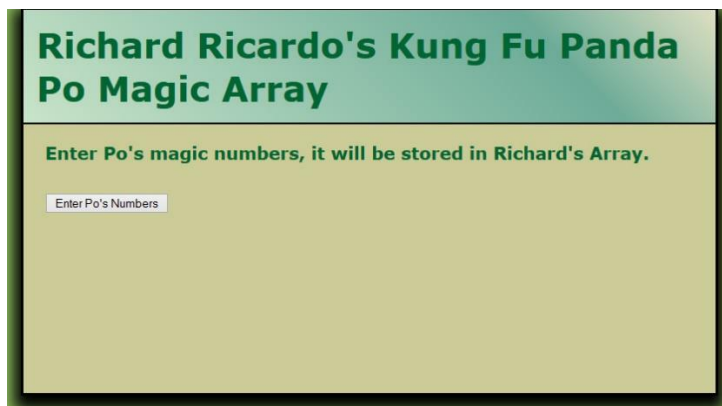 Richard Ricardo's Kung Fu Panda
Po Magic Array
Enter Po's magic numbers, it will be stored in Richard's Array.
Enter Po's Numbers